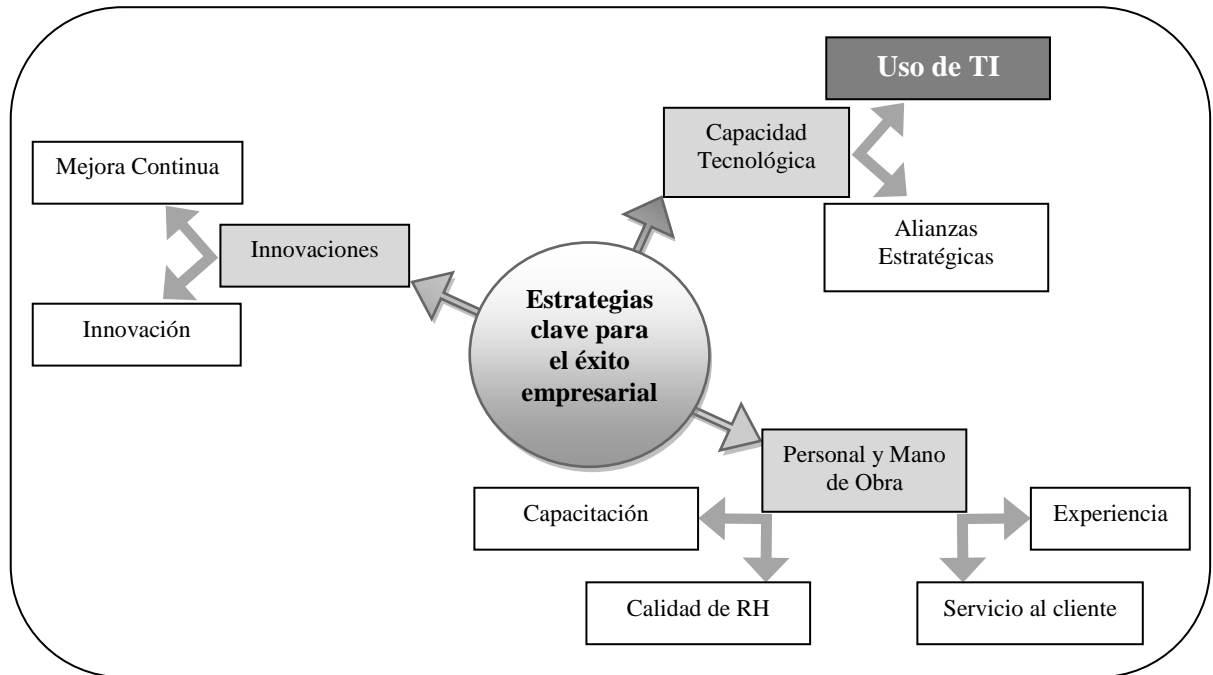 Uso de TI
Capacidad
Tecnológica
Mejora Continua
Alianzas
Estratégicas
Innovaciones
Estrategias
clave para
el éxito
empresarial
Innovación
Personal y Mano
de Obra
Capacitación
Experiencia
Calidad de RH
Servicio al cliente